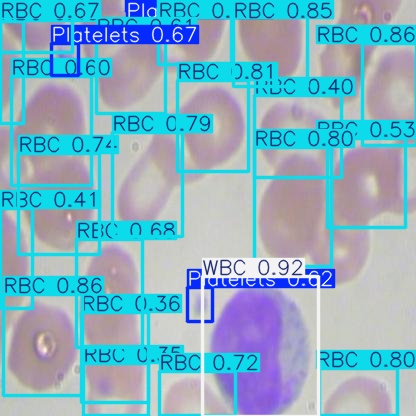 RBC 0.67
RBC 0.85
Platelets 0.67
RBC 0.86
RBC 0.60
RBC 0.81
RBC 0.40
RBC 0.79
RBC 0.53
RBC 0.80
RBC 0.74
RBC 0.41
RBC 0.68
WBC 0.92
Platelets 0.62
RBC 0.86
RBC 0.36
RBC 0.72
RBC 0.80